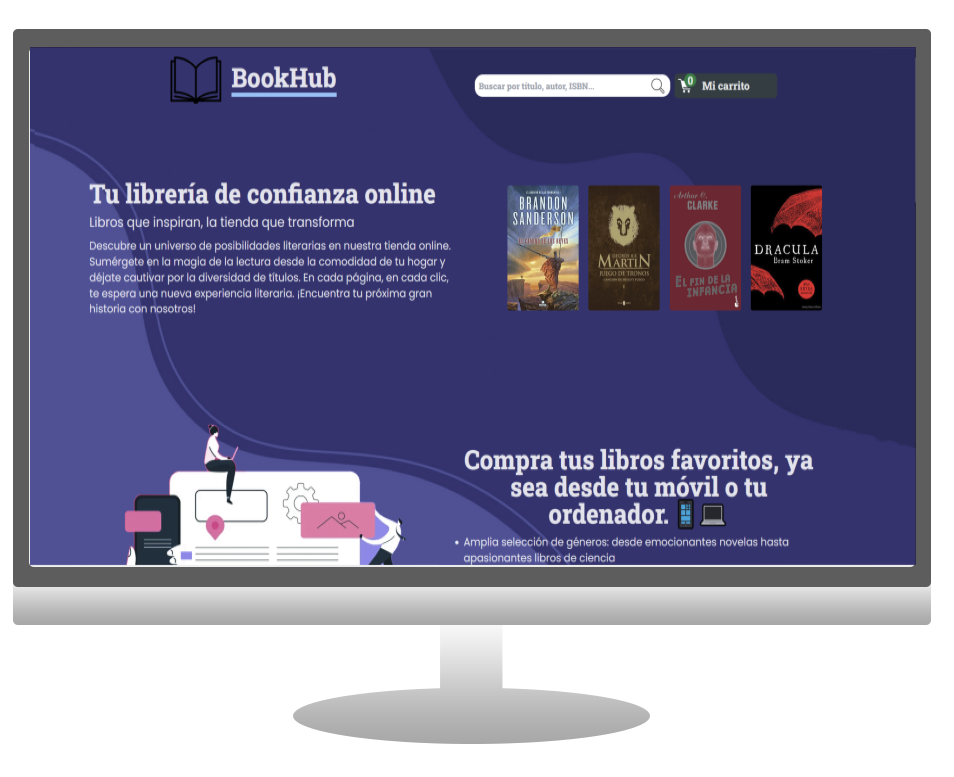 BookHub
Buscar por título, autor, ISBN...
0
Mi carrito
Tu librería de confianza online
Libros que inspiran, la tienda que transforma
Descubre un universo de posibilidades literarias en nuestra tienda online.
Sumérgete en la magia de la lectura desde la comodidad de tu hogar y
déjate cautivar por la diversidad de títulos. En cada página, en cada clic,
te espera una nueva experiencia literaria. ¡Encuentra tu próxima gran
historia con nosotros!
BRANDON
SANDERSON
GEORGE R.R.
MARTIN
JUEGO DE TRONOS
Arthur C.
CLARKE
EL FIN DE LA
INFANCIA
DRACULA
Bram Stoker
Compra tus libros favoritos, ya
sea desde tu móvil o tu
ordenador.
• Amplia selección de géneros: desde emocionantes novelas hasta
apasionantes libros de ciencia